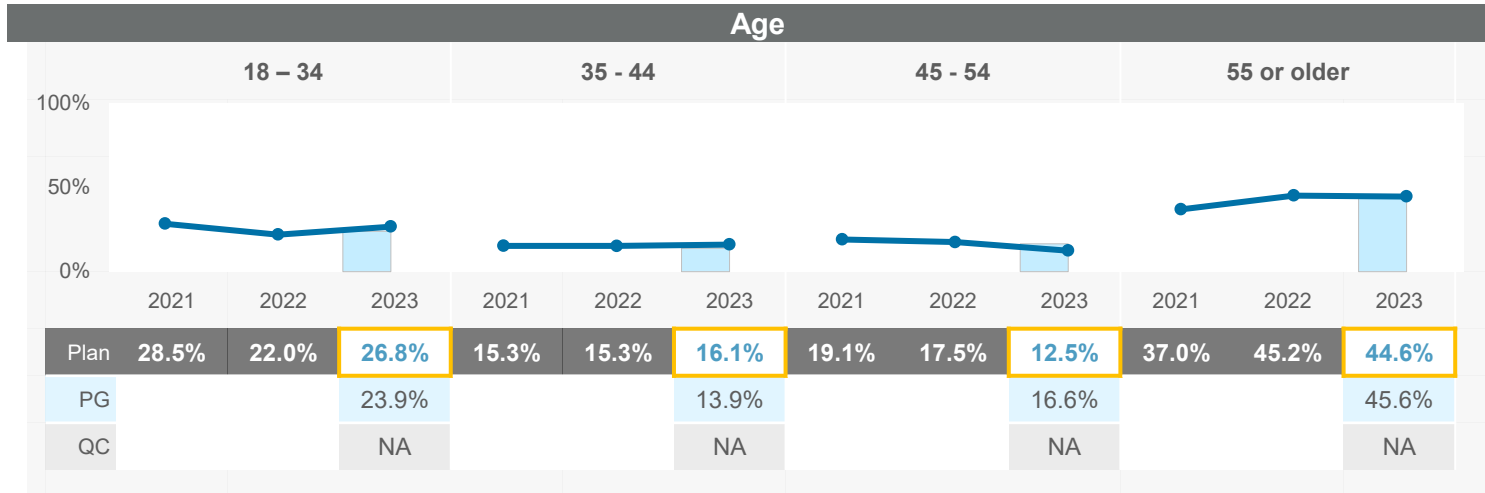 Age
18 – 34 35 - 44 45 - 54 55 or older
100%
50%
0%
2021 2022 2023 2021 2022 2023 2021 2022 2023 2021 2022 2023
Plan 28.5% 22.0% 26.8% 15.3% 15.3% 16.1% 19.1% 17.5% 12.5% 37.0% 45.2% 44.6%
PG 23.9% 13.9% 16.6% 45.6%
QC NA NA NA NA